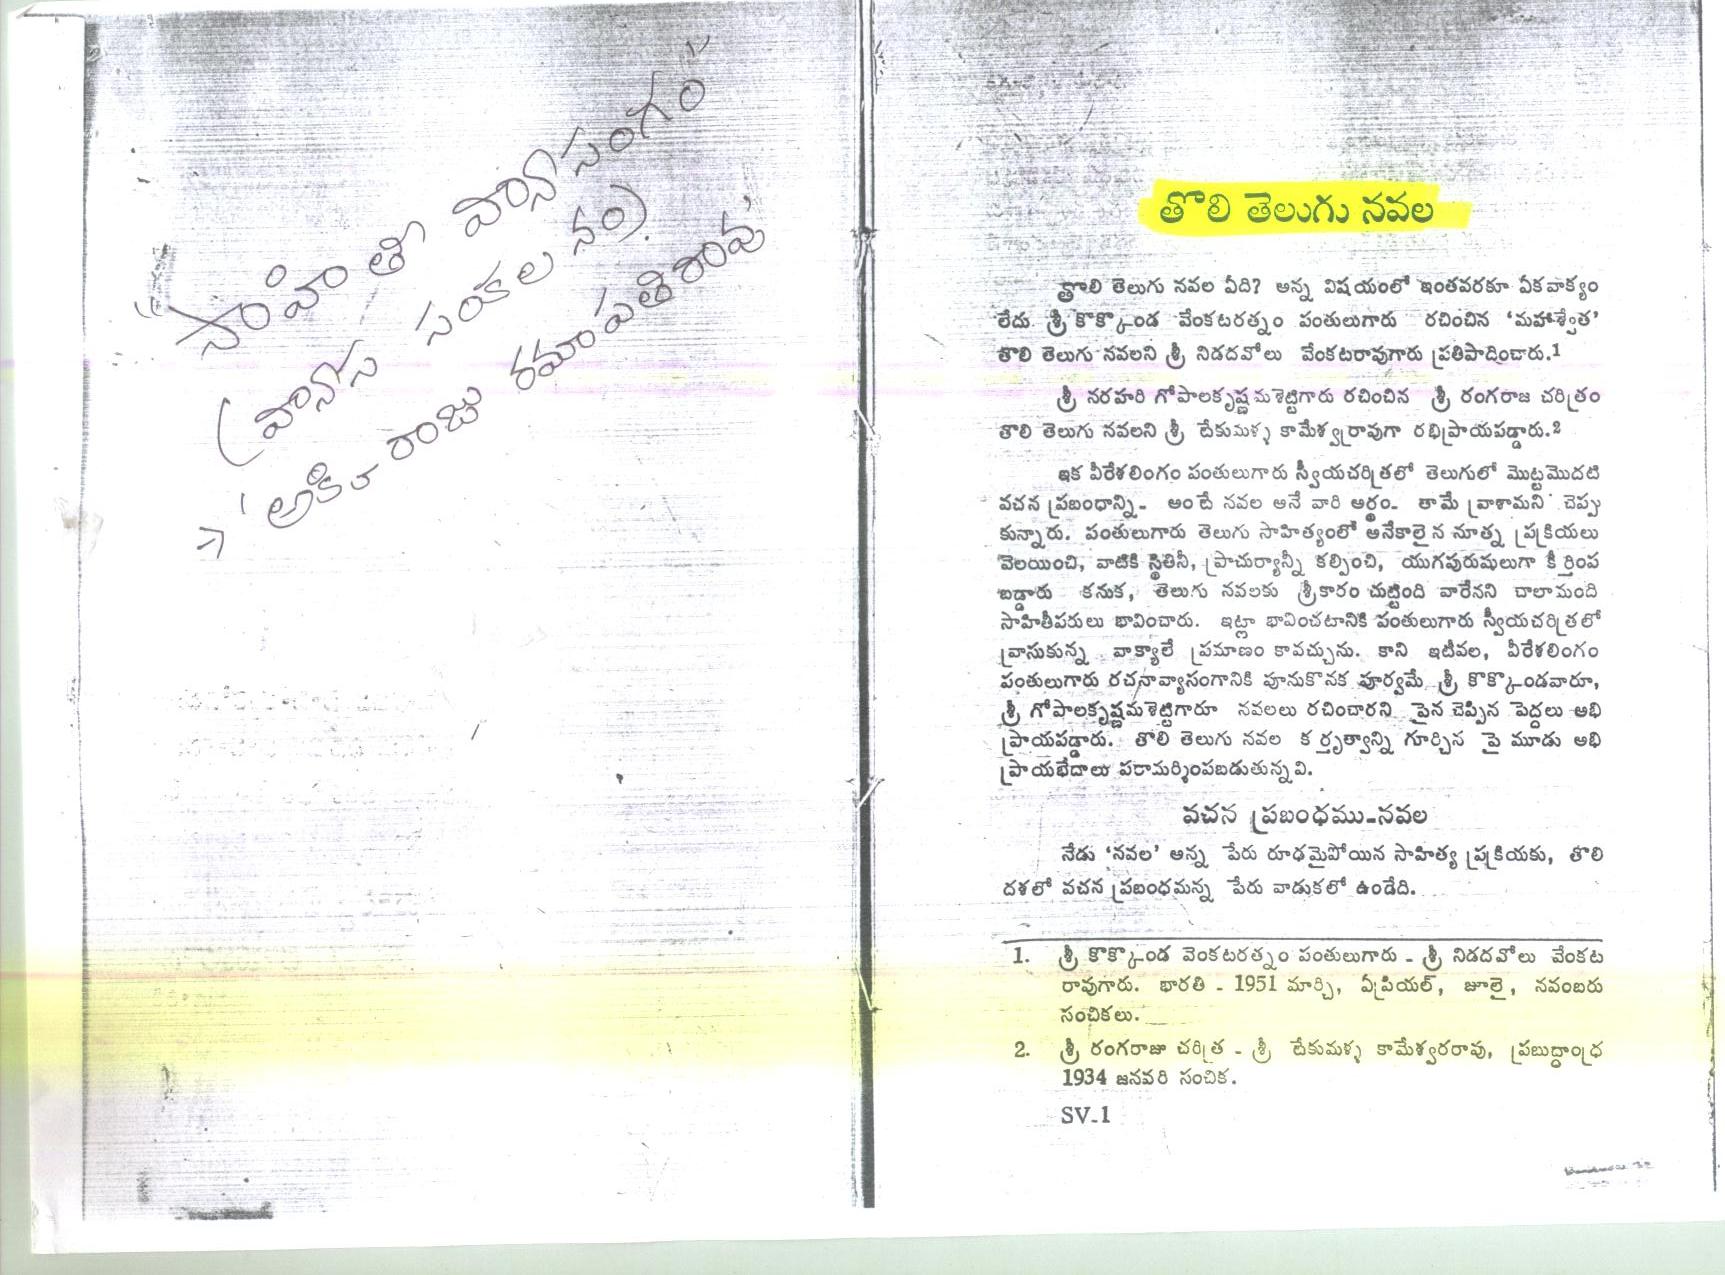 "సాహితీ వ్యాసంగం"
(వ్యాస సంకలనం)
→ 'అక్కిరాజు రమాపతిరావు'
తొలి తెలుగు నవల
తొలి తెలుగు నవల ఏది? అన్న విషయంలో ఇంతవరకూ ఏకవాక్యం
లేదు శ్రీ కొక్కొండ వేంకటరత్నం పంతులుగారు రచించిన 'మహాశ్వేత'
తొలి తెలుగు నవలని శ్రీ నిడదవోలు వేంకటరావుగారు ప్రతిపాదించారు.1
శ్రీ నరహరి గోపాలకృష్ణమశెట్టిగారు రచించిన శ్రీ రంగరాజ చరిత్రం
తొలి తెలుగు నవలని శ్రీ టేకుమళ్ళ కామేశ్వరరావుగా రభిప్రాయపడ్డారు.2
ఇక వీరేశలింగం పంతులుగారు స్వీయచరిత్రలో తెలుగులో మొట్టమొదటి
వచన ప్రబంధాన్ని- అంటే నవల అనే వారి అర్థం- తామే వ్రాశామని చెప్పు
కున్నారు. పంతులుగారు తెలుగు సాహిత్యంలో అనేకాలైన నూత్న ప్రక్రియలు
వెలయించి, వాటికి స్థితినీ, ప్రాచుర్యాన్నీ కల్పించి, యుగపురుషులుగా కీర్తింప
బడ్డారు కనుక, తెలుగు నవలకు శ్రీకారం చుట్టింది వారేనని చాలామంది
సాహితీపరులు భావించారు. ఇట్లా భావించటానికి పంతులుగారు స్వీయచరిత్రలో
వ్రాసుకున్న వాక్యాలే ప్రమాణం కావచ్చును. కాని ఇటీవల, వీరేశలింగం
పంతులుగారు రచనావ్యాసంగానికి పూనుకొనక పూర్వమే శ్రీ కొక్కొండవారూ,
శ్రీ గోపాలకృష్ణమశెట్టిగారూ నవలలు రచించారని పైన చెప్పిన పెద్దలు అభి
ప్రాయపడ్డారు. తొలి తెలుగు నవల కర్తృత్వాన్ని గూర్చిన పై మూడు అభి
ప్రాయభేదాలు పరామర్శింపబడుతున్నవి.
వచన ప్రబంధము-నవల
నేడు 'నవల' అన్న పేరు రూఢమైపోయిన సాహిత్య ప్రక్రియకు, తొలి
దశలో వచన ప్రబంధమన్న పేరు వాడుకలో ఉండేది.
1. శ్రీ కొక్కొండ వెంకటరత్నం పంతులుగారు - శ్రీ నిడదవోలు వేంకట
రావుగారు. భారతి - 1951 మార్చి, ఏప్రియల్, జూలై, నవంబరు
సంచికలు.
2. శ్రీ రంగరాజు చరిత్ర - శ్రీ టేకుమళ్ళ కామేశ్వరరావు, ప్రబుద్ధాంధ్ర
1934 జనవరి సంచిక.
SV-1